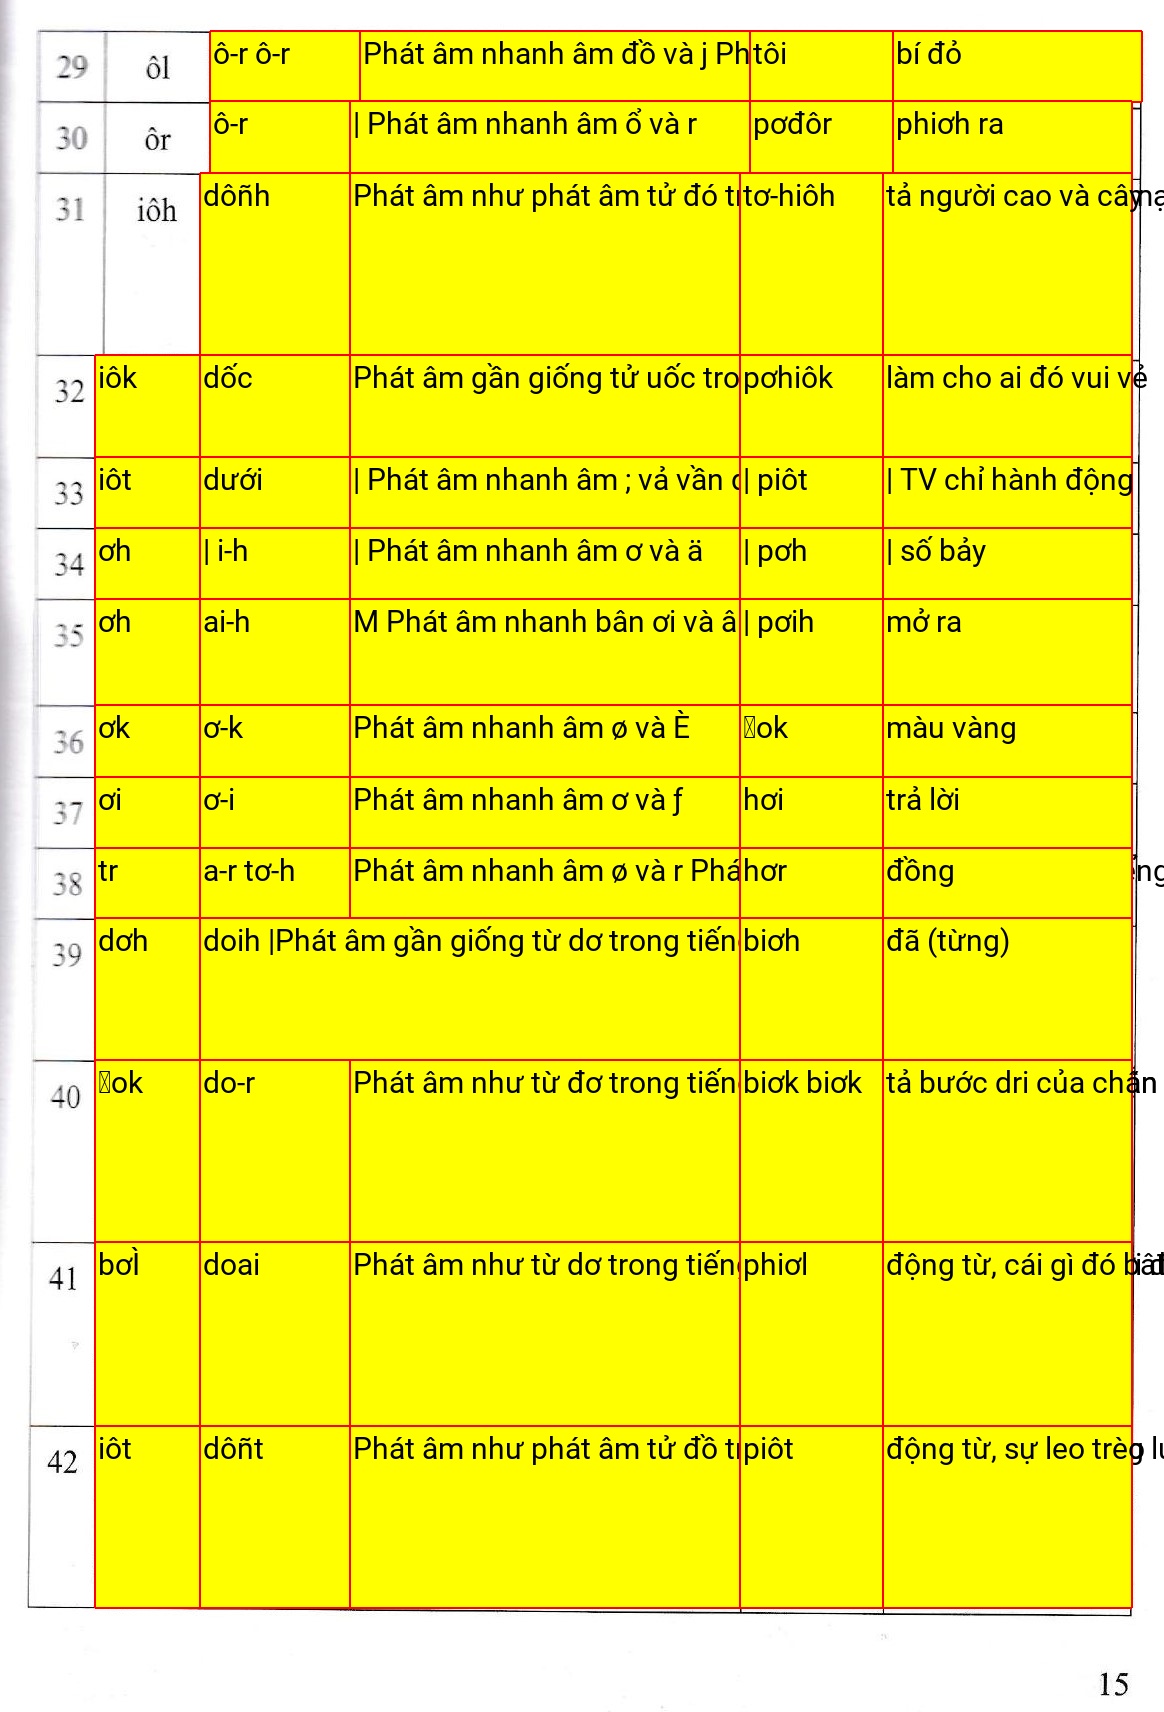 29 ôl ô-r ô-r Phát âm nhanh âm đồ và j Ph tôi bí đỏ
30 ôr ô-r | Phát âm nhanh âm ổ và r pơđôr phiơh ra
31 iôh dôñh Phát âm như phát âm tử đó tr tơ-hiôh tả người cao và cây
32 iôk dốc Phát âm gần giống tử uốc tro pơhiôk làm cho ai đó vui vẻ
33 iôt dưới | Phát âm nhanh âm ; vả vần | piôt | TV chỉ hành động
34 ơh | i-h | Phát âm nhanh âm ơ và ä | pơh | số bảy
35 ơh ai-h M Phát âm nhanh bân ơi và â | pơih mở ra
36 ơk ơ-k Phát âm nhanh âm ø và È ok màu vàng
37 ơi ơ-i Phát âm nhanh âm ơ và ƒ hơi trả lời
38 tr a-r tơ-h Phát âm nhanh âm ø và r Phá hơr đồng
39 dơh doih |Phát âm gần giống từ dơ trong tiến biơh đã (từng)
40 ok do-r Phát âm như từ đơ trong tiến biơk biơk tả bước dri của
41 bơÌ doai Phát âm như từ dơ trong tiếng phiơl động từ, cái gì đó
42 iôt dôñt Phát âm như phát âm tử đồ tr piôt động từ, sự leo trèo
15